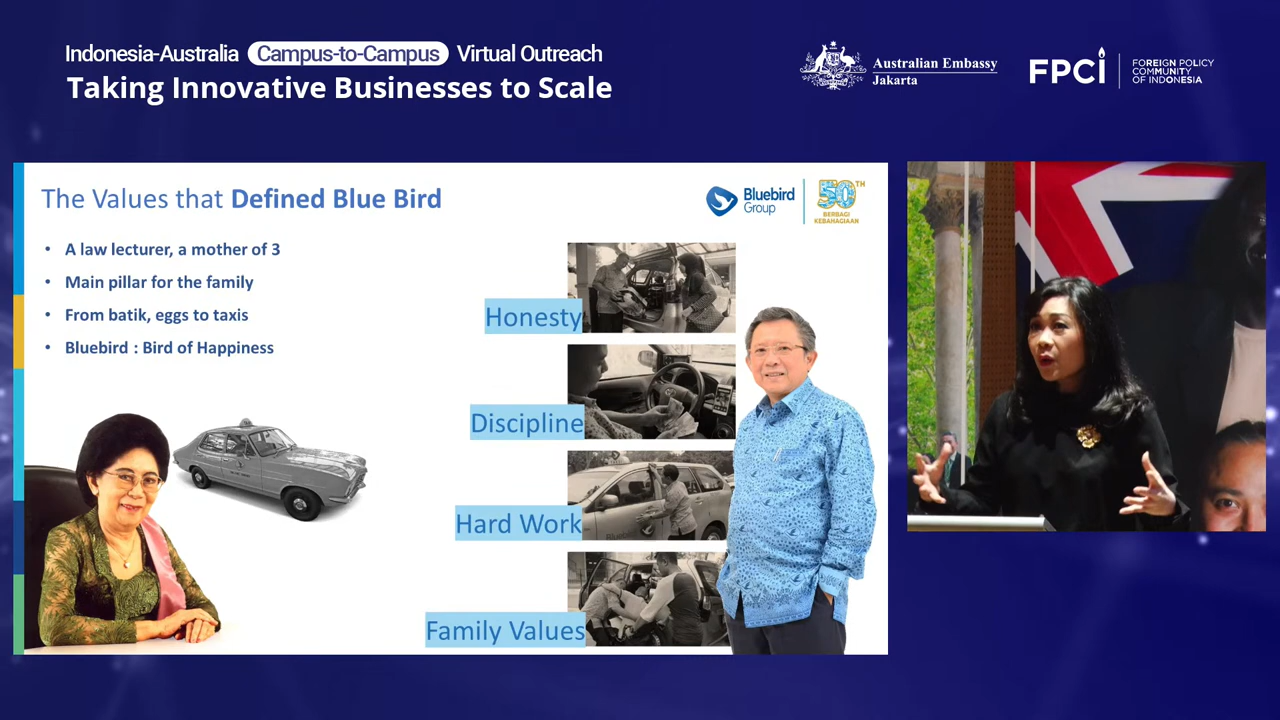 Indonesia-Australia Campus-to-Campus Virtual Outreach
Taking Innovative Businesses to Scale
Australian Embassy
Jakarta
FPCI
FOREIGN POLICY
COMMUNITY
OF INDONESIA
The Values that Defined Blue Bird
Bluebird
Group
50TH
BERBAGI
KEBAHAGIAAN
• A law lecturer, a mother of 3
• Main pillar for the family
• From batik, eggs to taxis
• Bluebird : Bird of Happiness
Honesty
Discipline
Hard Work
Family Values